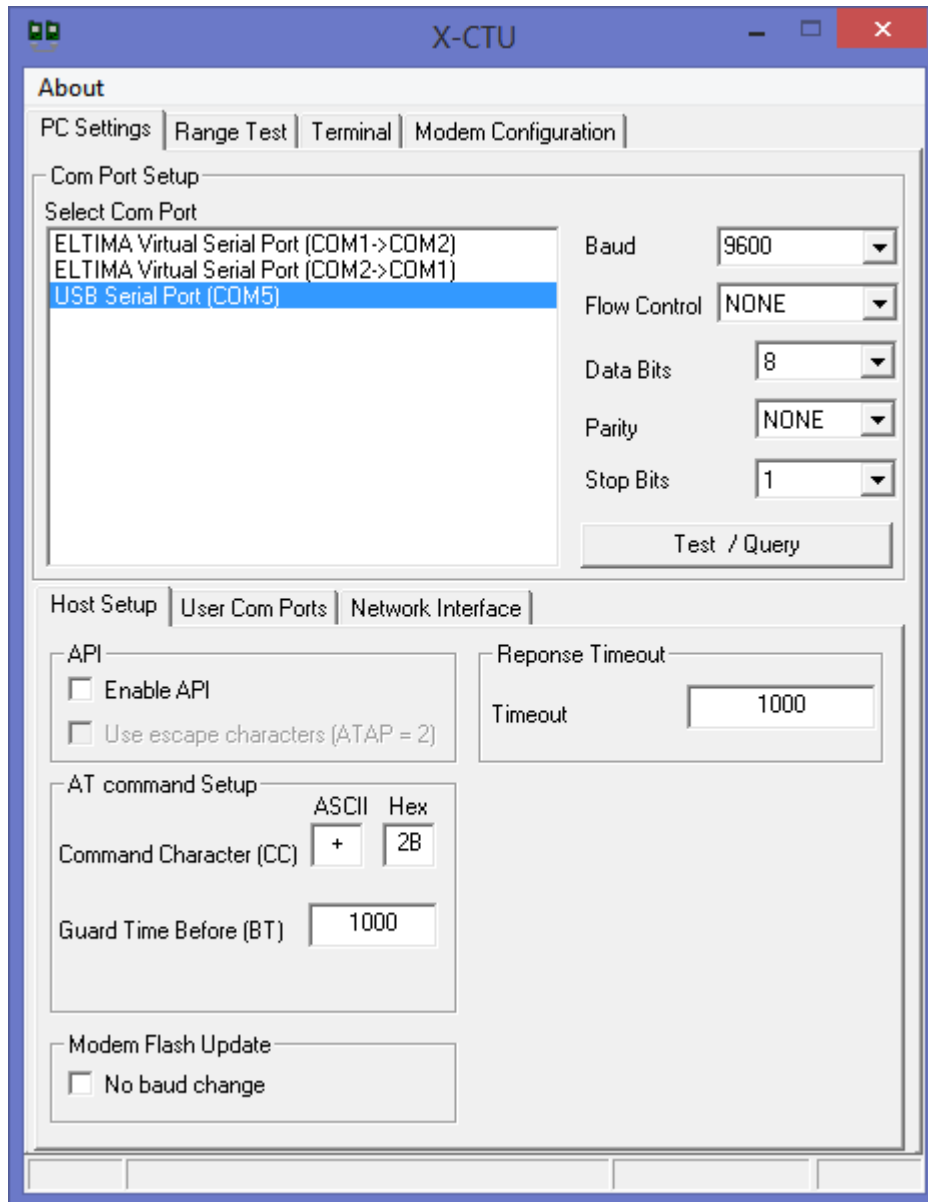 X-CTU
About
PC Settings Range Test Terminal Modem Configuration
Com Port Setup
Select Com Port
ELTIMA Virtual Serial Port (COM1->COM2)
ELTIMA Virtual Serial Port (COM2->COM1)
USB Serial Port (COM5)
Baud 9600
Flow Control NONE
Data Bits 8
Parity NONE
Stop Bits 1
Test / Query
Host Setup User Com Ports Network Interface
API
Enable API
Use escape characters (ATAP = 2)
Reponse Timeout
Timeout 1000
AT command Setup
ASCII Hex
Command Character (CC) + 2B
Guard Time Before (BT) 1000
Modem Flash Update
No baud change